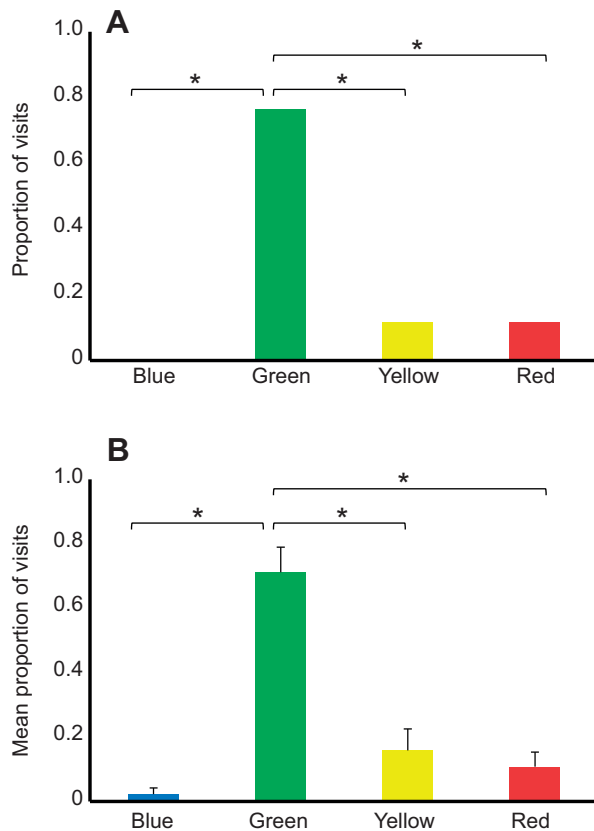 A
1.0
0.8
0.6
0.4
0.2
0
Proportion of visits
*
* *
Blue Green Yellow Red
B
1.0
0.8
0.6
0.4
0.2
0
Mean proportion of visits
*
* *
Blue Green Yellow Red